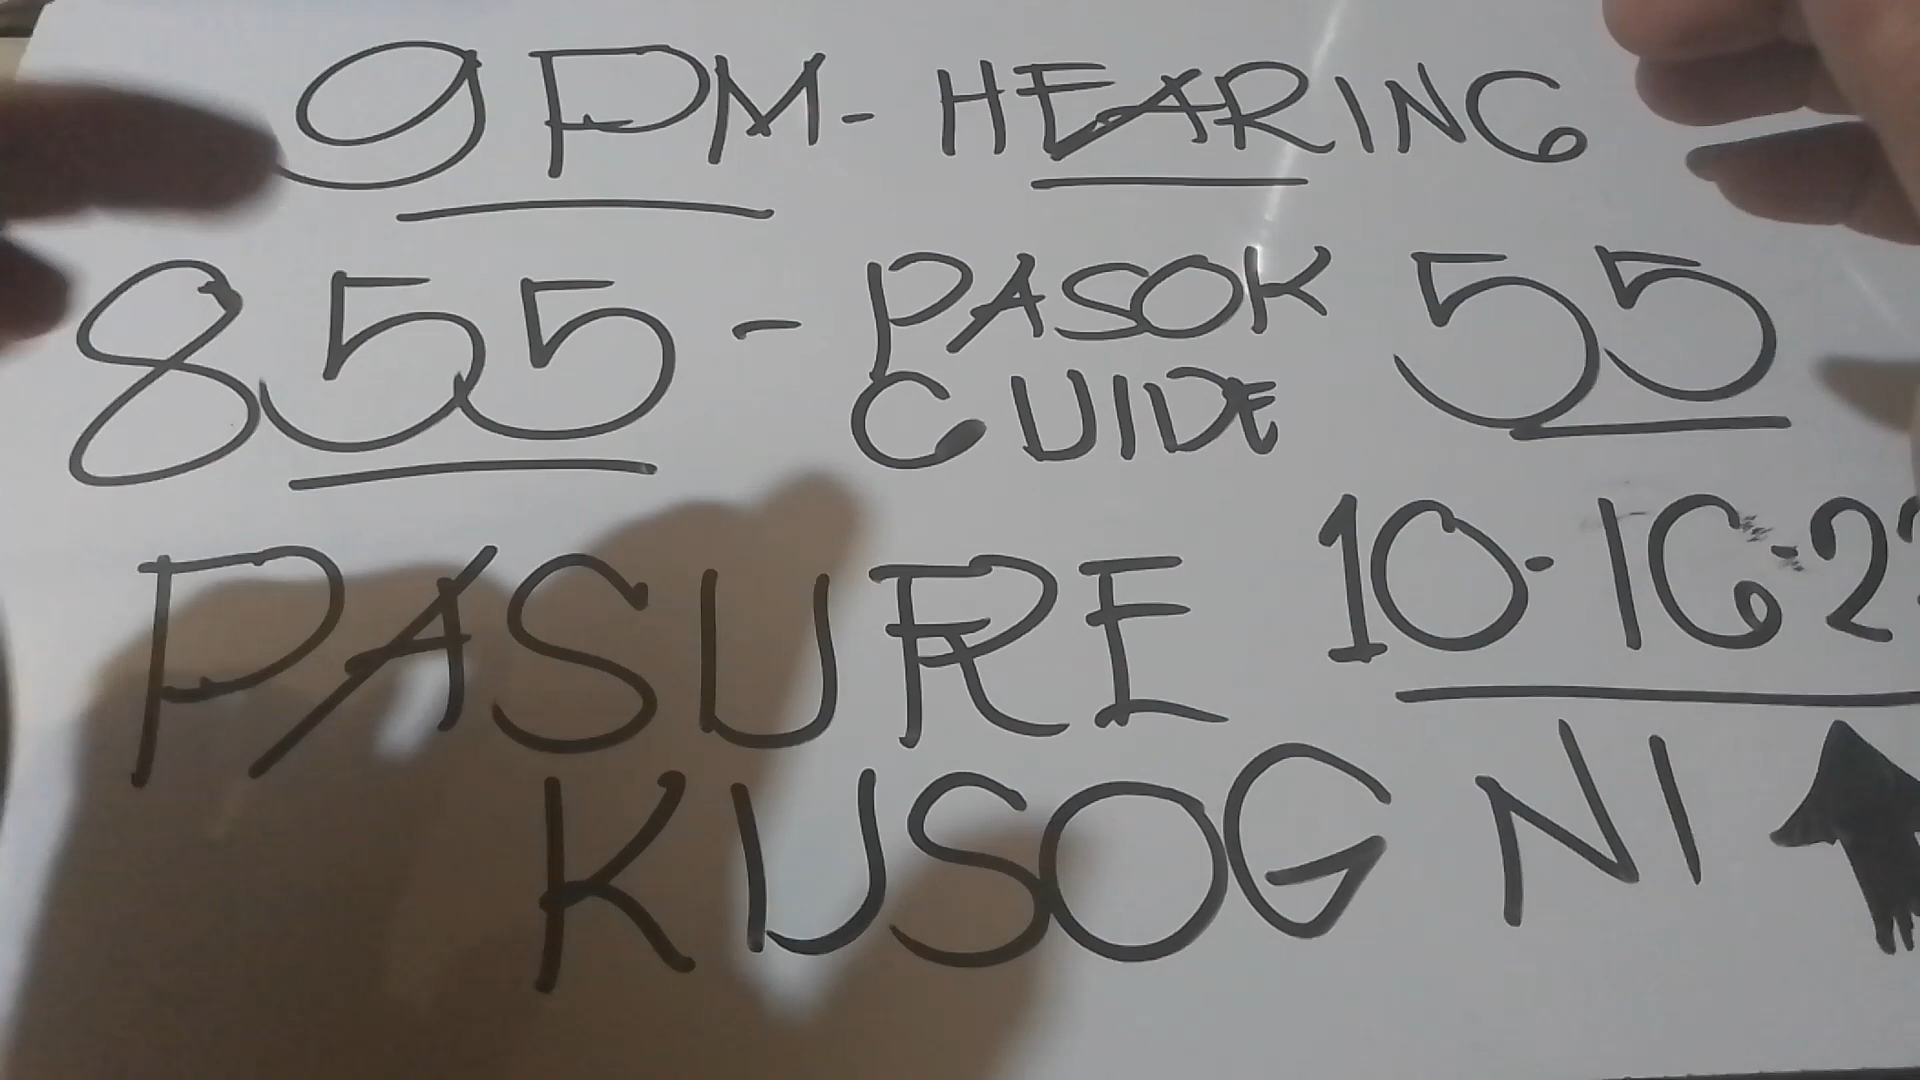 9PM - HEARING
855 - PASOK GUIDE 55
PASURE 10-16-2
KUSOG NI